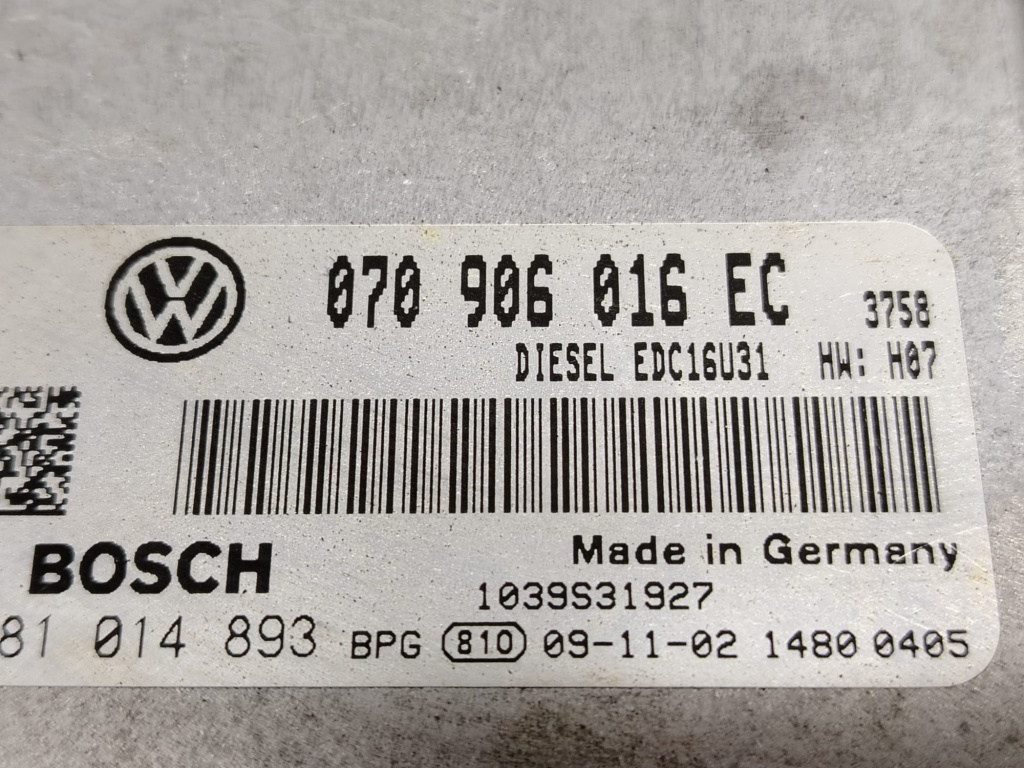 070 906 016 EC 3758
DIESEL EDC16U31 HW: H07
BOSCH Made in Germany
1039S31927
81 014 893 BPG 810 09-11-02 1480 0405